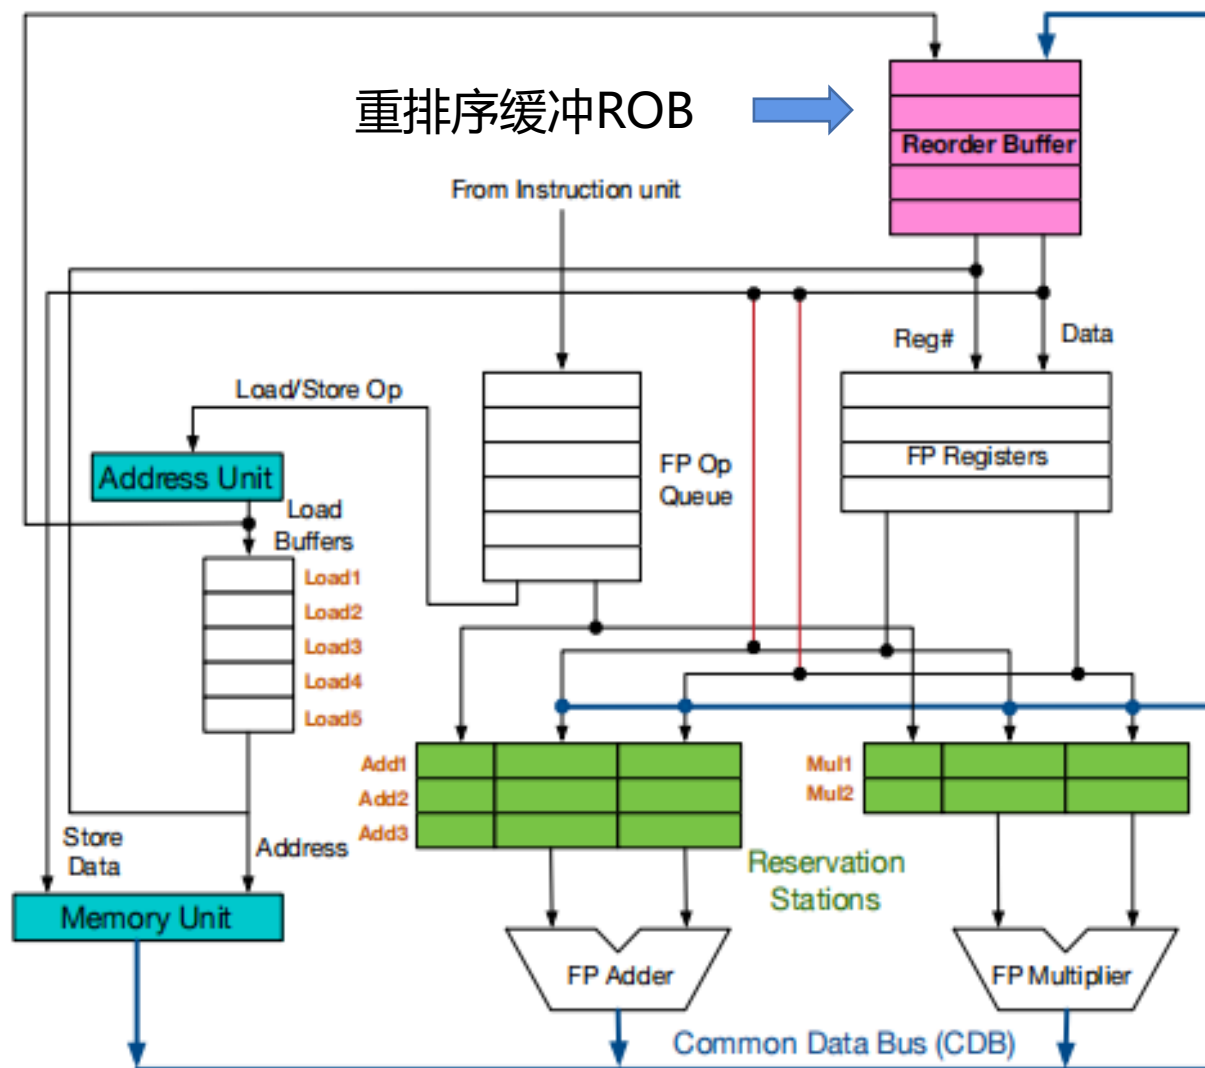 重排序缓冲ROB
Reorder Buffer
From Instruction unit
Reg#
Data
Load/Store Op
FP Op
Queue
FP Registers
Address Unit
Load
Buffers
Load1
Load2
Load3
Load4
Load5
Add1
Add2
Add3
Mul1
Mul2
Store
Data
Address
Reservation
Stations
Memory Unit
FP Adder
FP Multiplier
Common Data Bus (CDB)